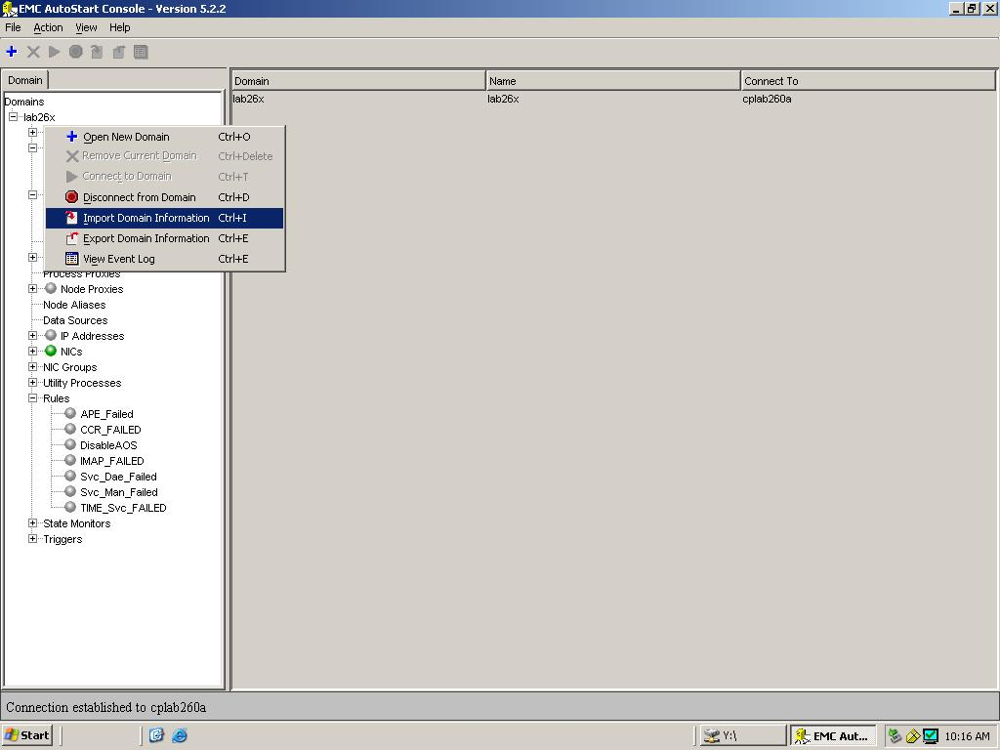 EMC AutoStart Console - Version 5.2.2
File Action View Help
Domain
Domain Name Connect To
Domains
lab26x lab26x cplab260a
lab26x
Open New Domain Ctrl+O
Remove Current Domain Ctrl+Delete
Connect to Domain Ctrl+T
Disconnect from Domain Ctrl+D
Import Domain Information Ctrl+I
Export Domain Information Ctrl+E
View Event Log Ctrl+E
Process Proxies
Node Proxies
Node Aliases
Data Sources
IP Addresses
NICs
NIC Groups
Utility Processes
Rules
APE_Failed
CCR_FAILED
DisableAOS
IMAP_FAILED
Svc_Dae_Failed
Svc_Man_Failed
TIME_Svc_FAILED
State Monitors
Triggers
Connection established to cplab260a
Start Y:\ EMC Aut... 10:16 AM